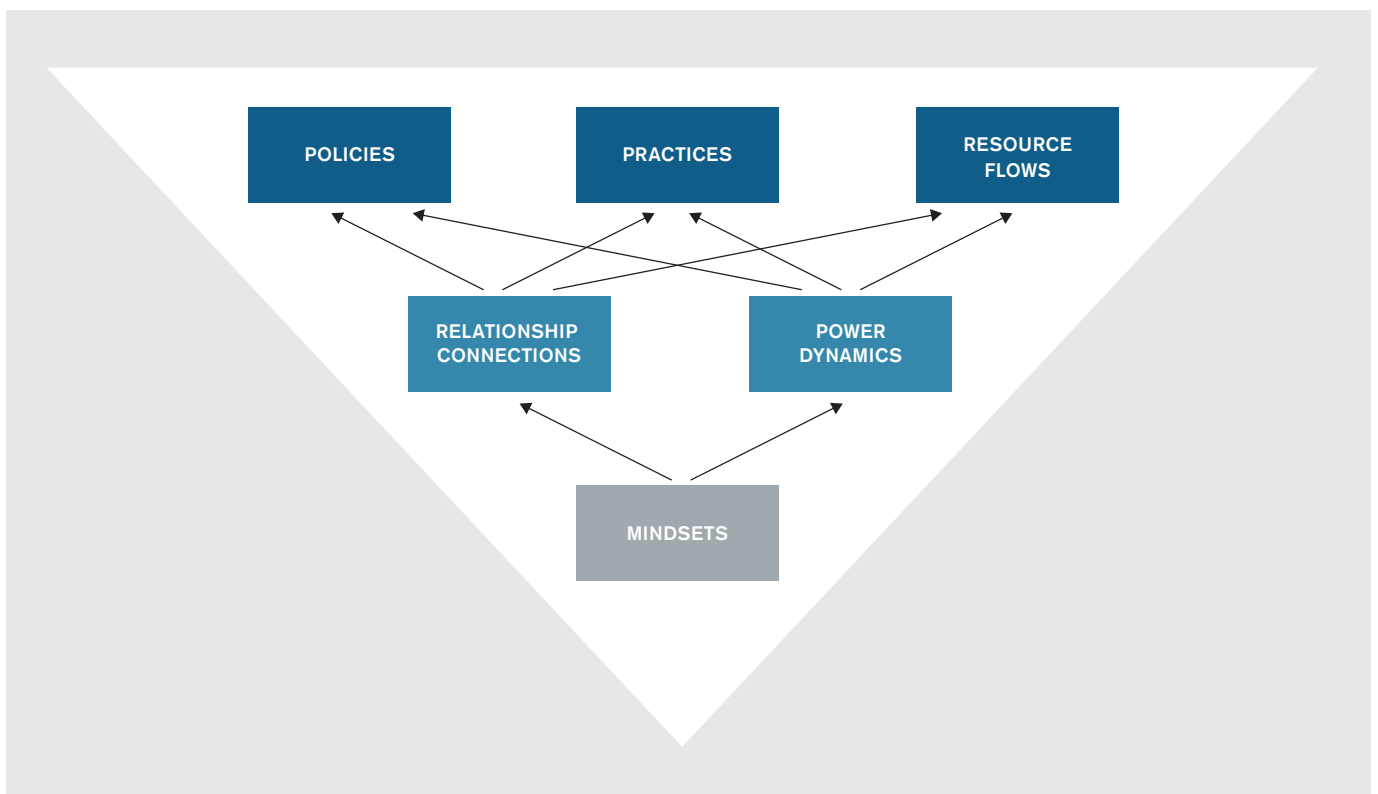 POLICIES
PRACTICES
RESOURCE
FLOWS
RELATIONSHIP
CONNECTIONS
POWER
DYNAMICS
MINDSETS